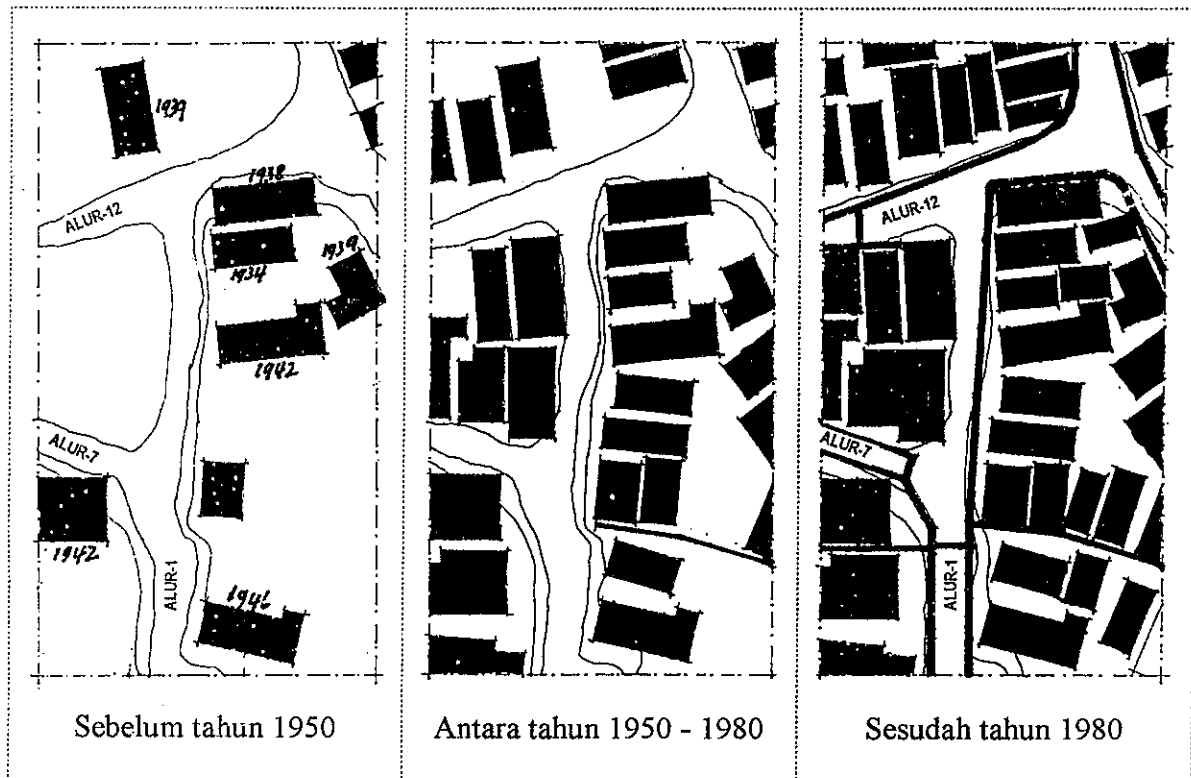 1939
1938
ALUR-12
1934
1939
1942
ALUR-7
1942
ALUR-1
1946
Sebelum tahun 1950
Antara tahun 1950 - 1980
ALUR-12
ALUR-7
ALUR-1
Sesudah tahun 1980